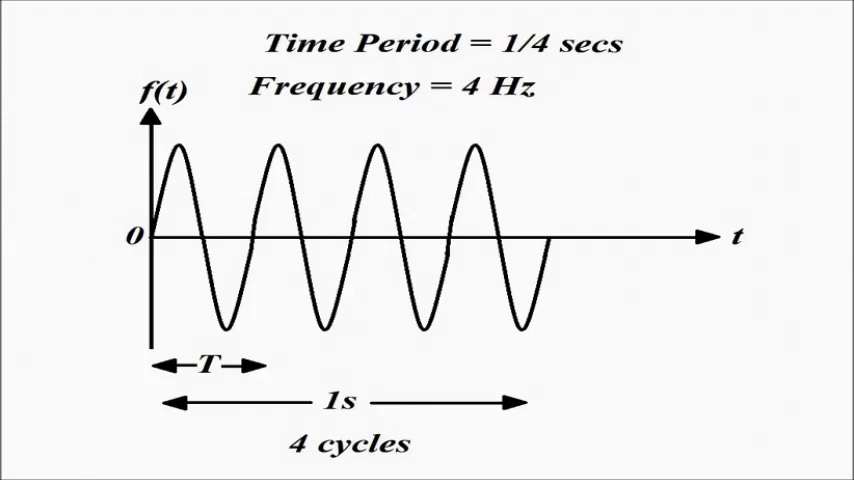 Time Period = 1/4 secs
Frequency = 4 Hz
f(t)
0
t
T
1s
4 cycles